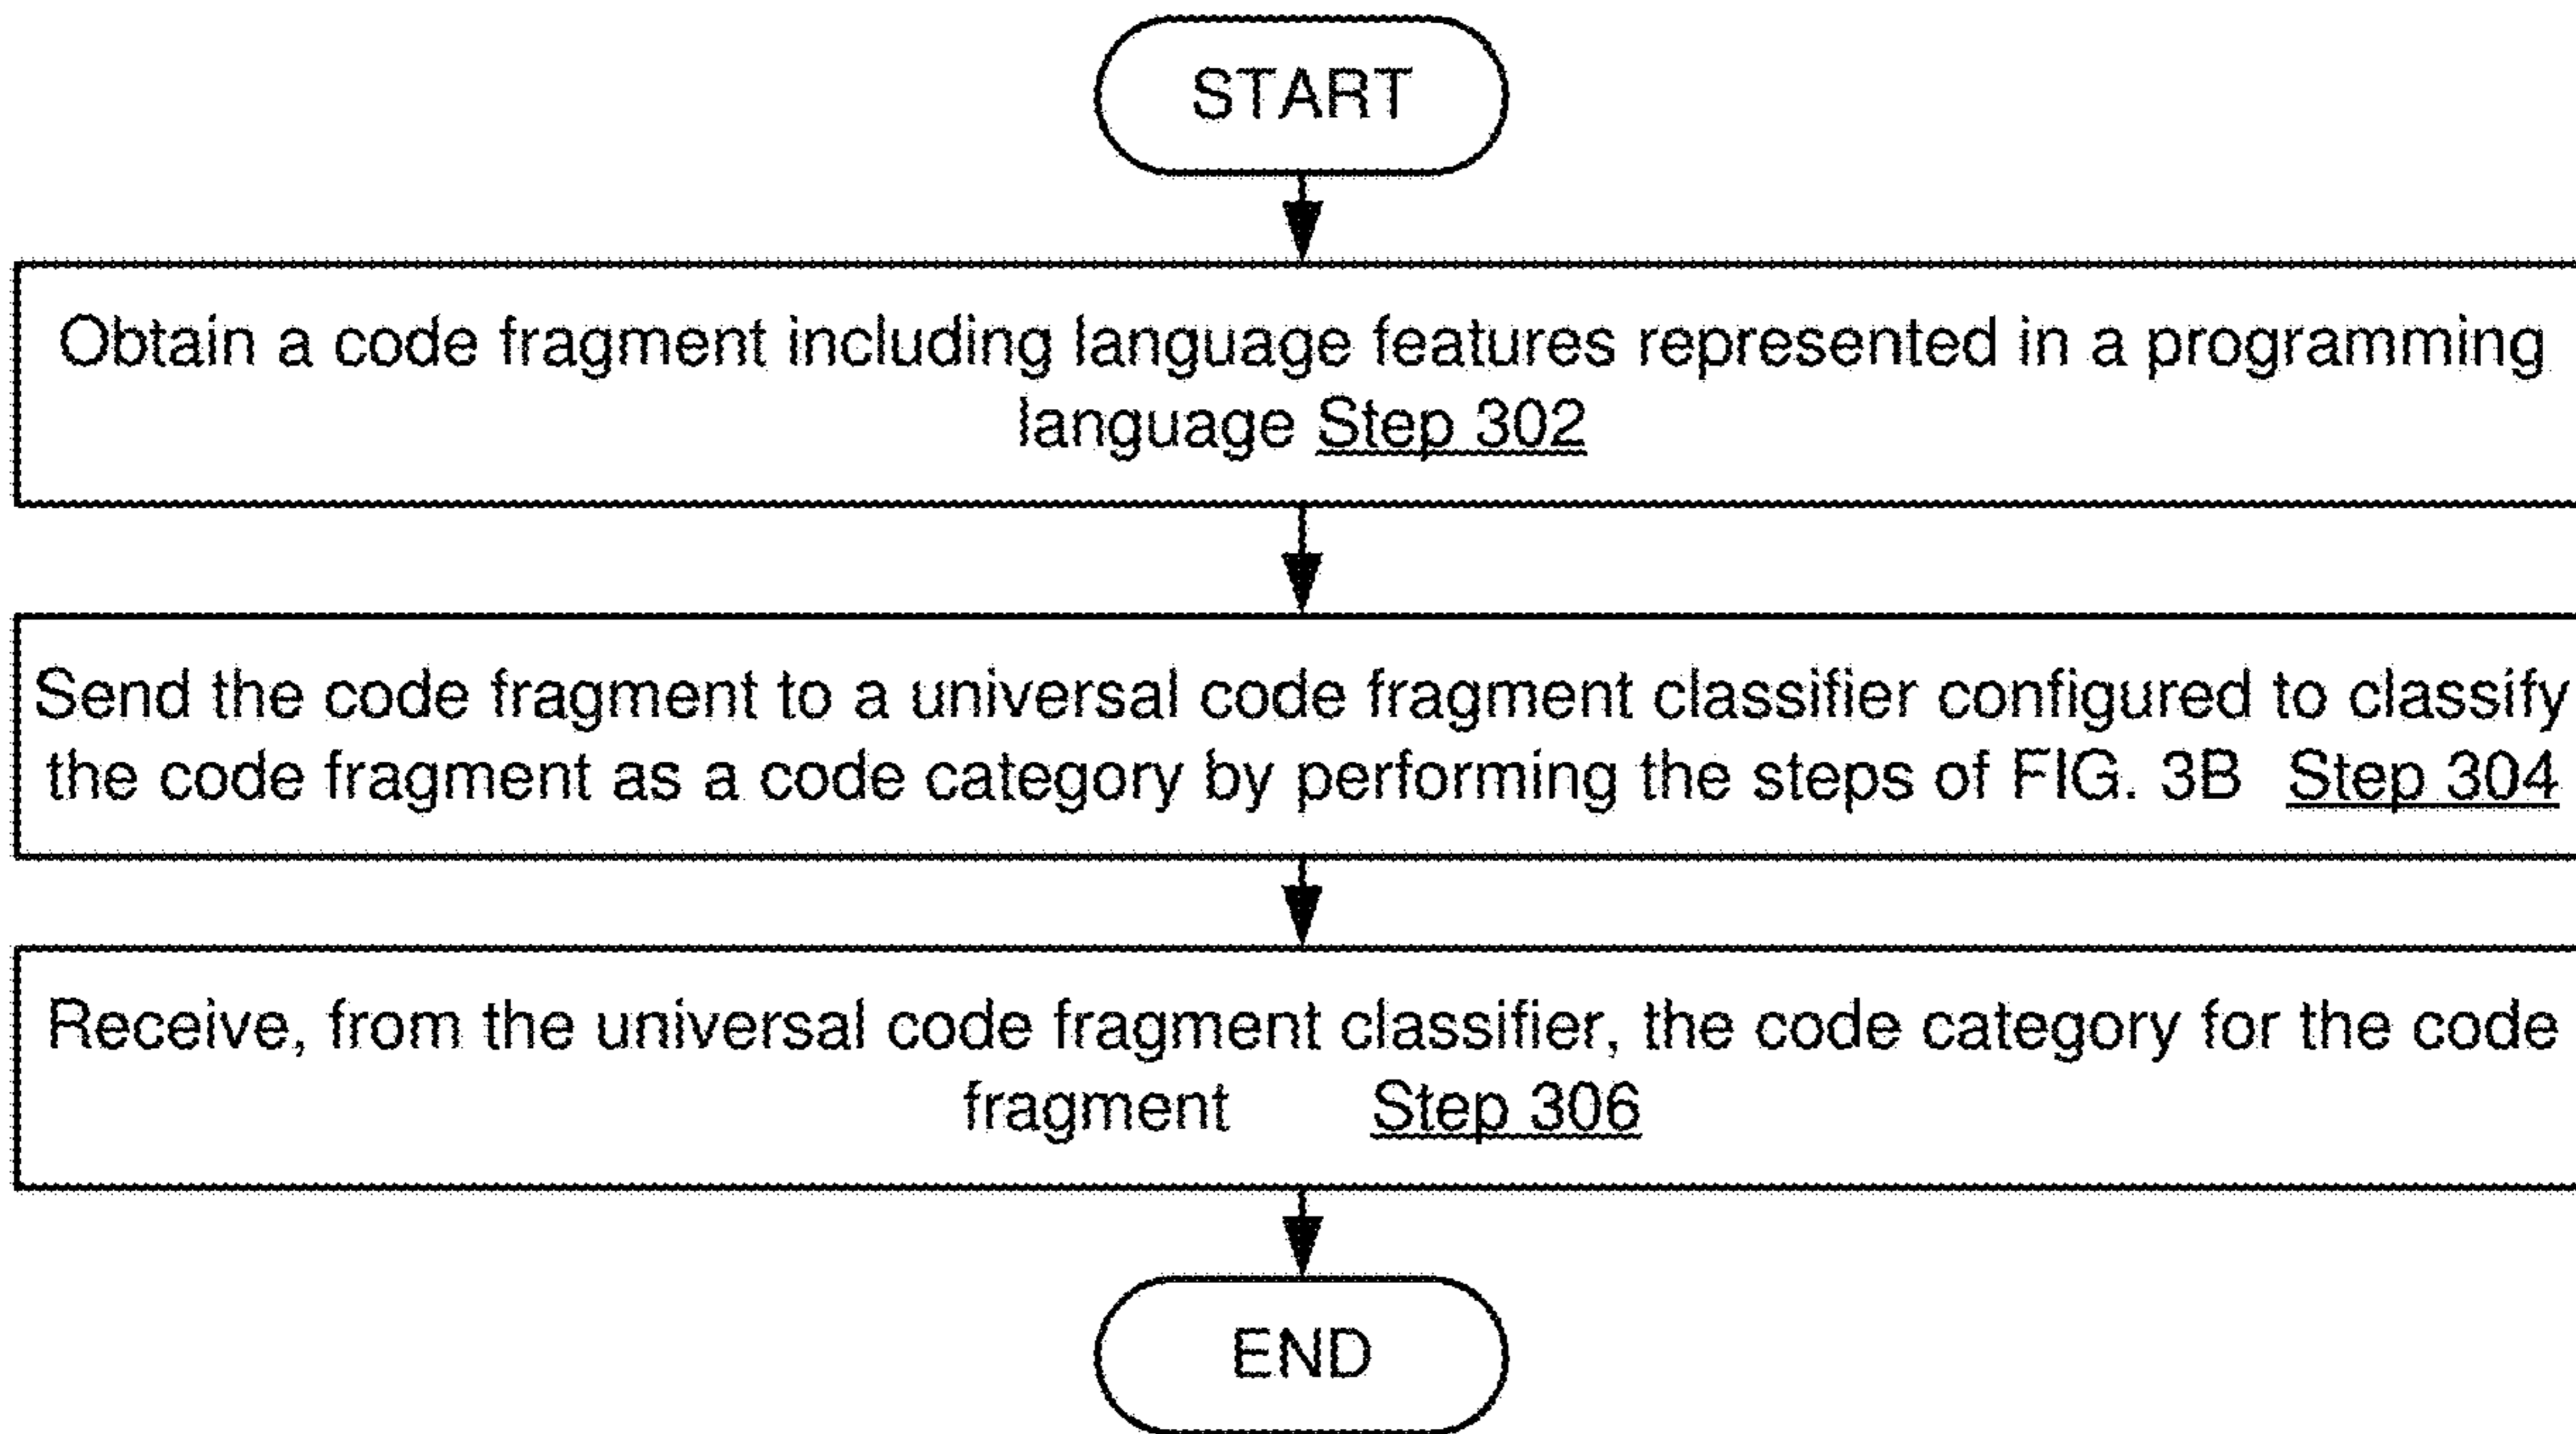 START
Obtain a code fragment including language features represented in a programming
language Step 302
Send the code fragment to a universal code fragment classifier configured to classify
the code fragment as a code category by performing the steps of FIG. 3B Step 304
Receive, from the universal code fragment classifier, the code category for the code
fragment Step 306
END